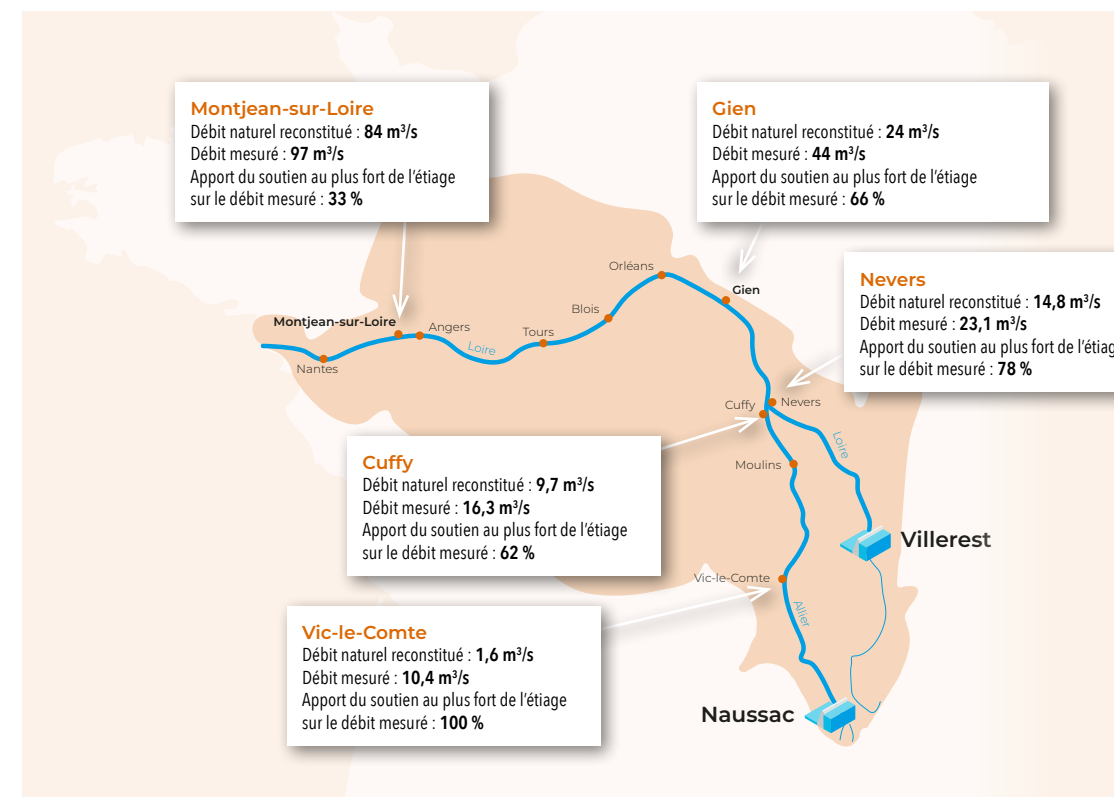 Montjean-sur-Loire
Débit naturel reconstitué : 84 m³/s
Débit mesuré : 97 m³/s
Apport du soutien au plus fort de l'étiage
sur le débit mesuré : 33 %
Gien
Débit naturel reconstitué : 24 m³/s
Débit mesuré : 44 m³/s
Apport du soutien au plus fort de l'étiage
sur le débit mesuré : 66 %
Nevers
Débit naturel reconstitué : 14,8 m³/s
Débit mesuré : 23,1 m³/s
Apport du soutien au plus fort de l'étiag
sur le débit mesuré : 78 %
Orléans
Gien
Blois
Montjean-sur-Loire
Angers
Tours
Loire
Nantes
Cuffy
Nevers
Loire
Moulins
Cuffy
Débit naturel reconstitué : 9,7 m³/s
Débit mesuré : 16,3 m³/s
Apport du soutien au plus fort de l'étiage
sur le débit mesuré : 62 %
Villerest
Vic-le-Comte
Allier
Vic-le-Comte
Débit naturel reconstitué : 1,6 m³/s
Débit mesuré : 10,4 m³/s
Apport du soutien au plus fort de l'étiage
sur le débit mesuré : 100 %
Naussac